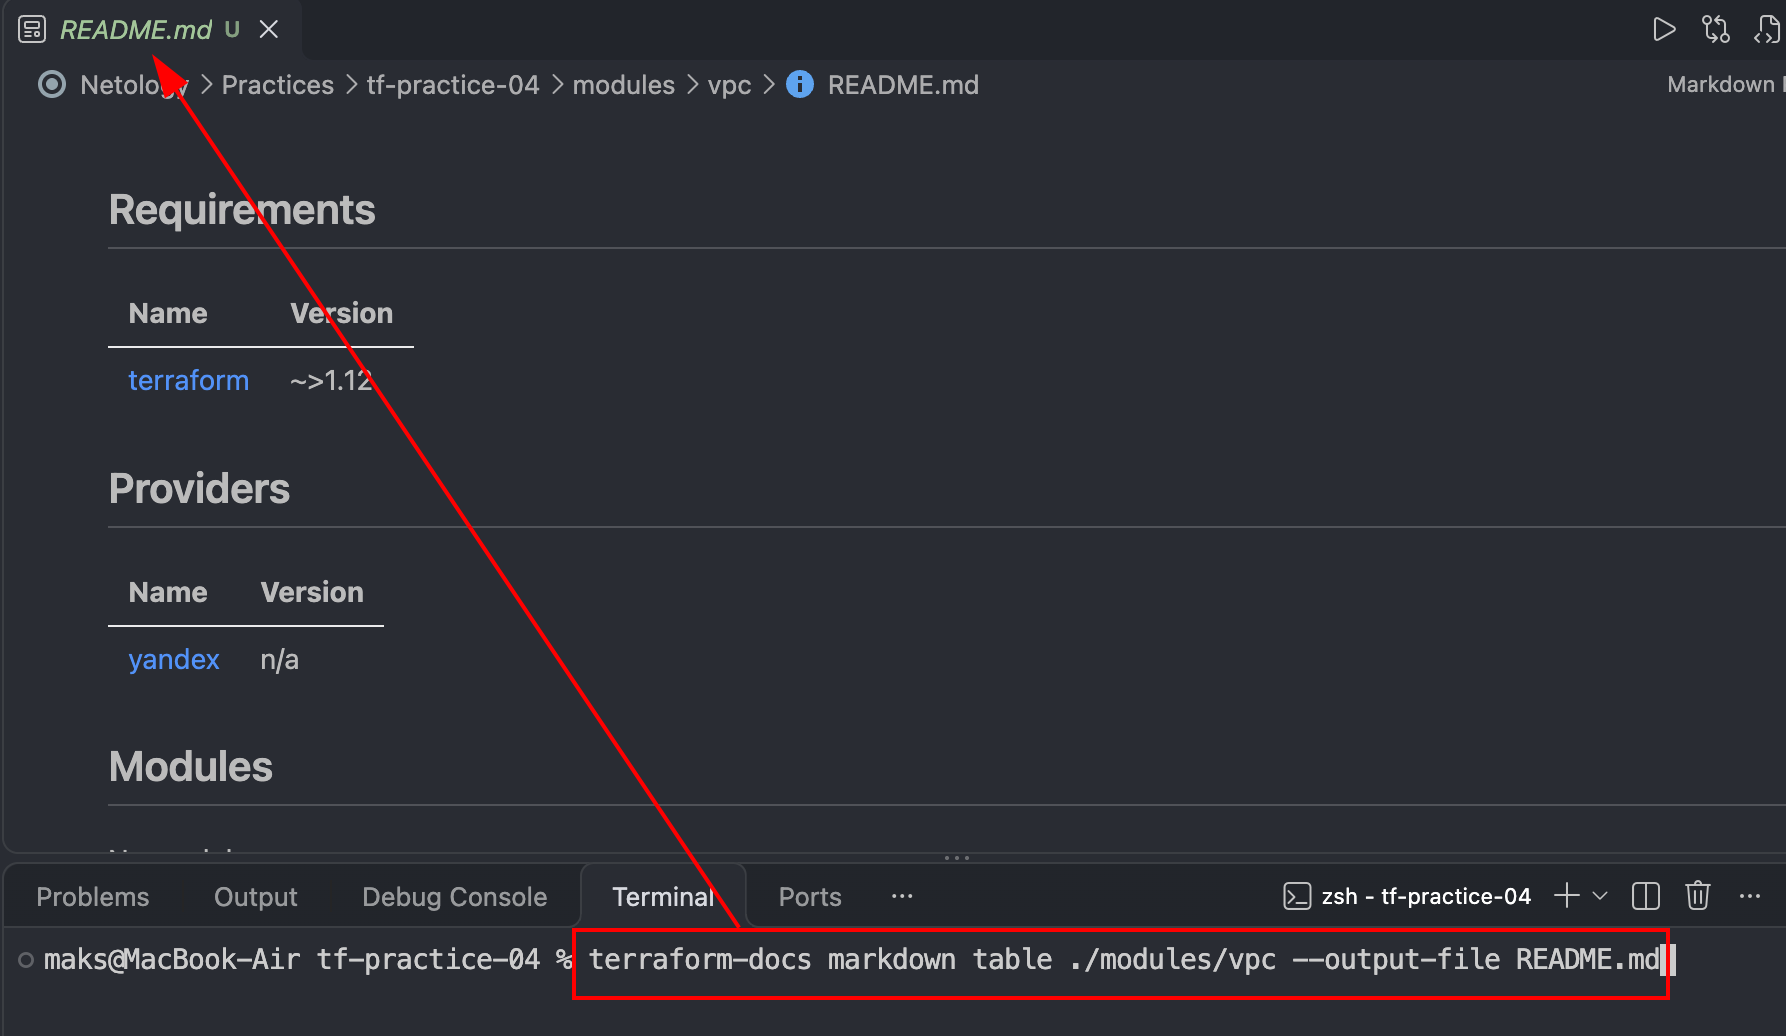 README.md U
Netology > Practices > tf-practice-04 > modules > vpc > README.md
Markdown
Requirements
Name Version
terraform ~>1.12
Providers
Name Version
yandex n/a
Modules
Problems Output Debug Console Terminal Ports ... zsh - tf-practice-04
maks@MacBook-Air tf-practice-04 % terraform-docs markdown table ./modules/vpc --output-file README.md